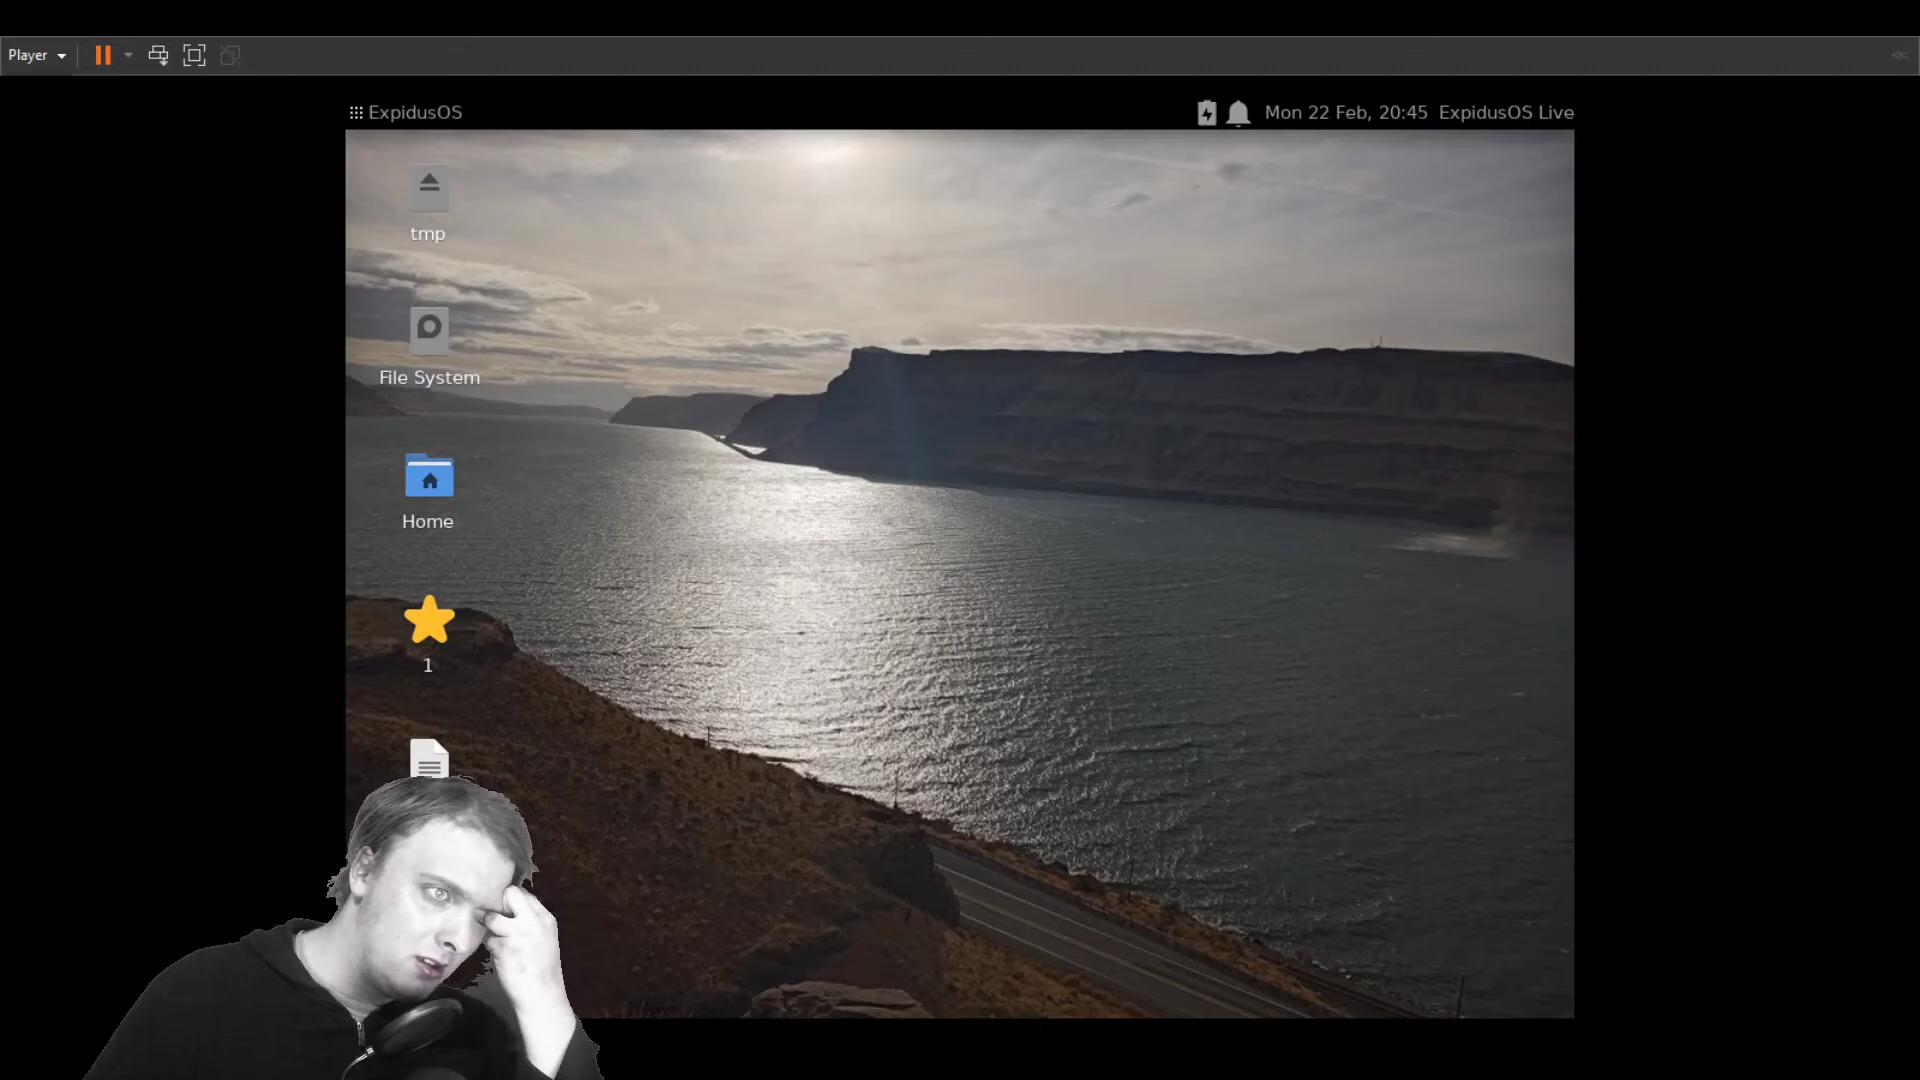 Player
ExpidusOS
Mon 22 Feb, 20:45 ExpidusOS Live
tmp
File System
Home
1